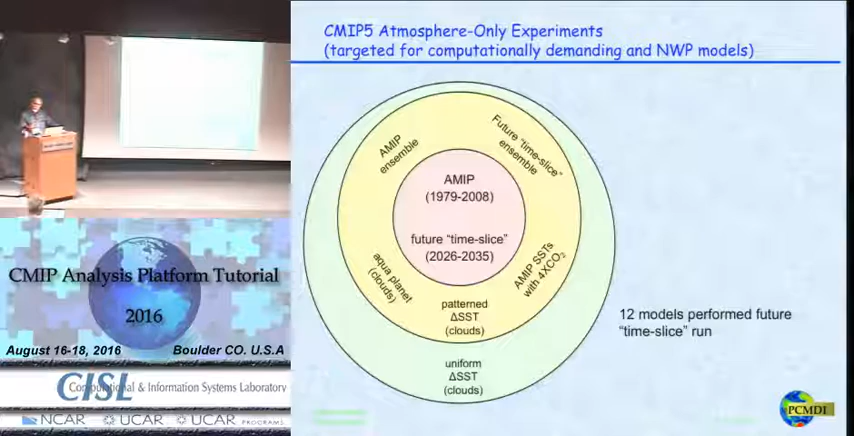 CMIP5 Atmosphere-Only Experiments
(targeted for computationally demanding and NWP models)
AMIP
ensemble
Future "time-slice"
ensemble
AMIP
(1979-2008)
future "time-slice"
(2026-2035)
aqua planet
(clouds)
patterned
ΔSST
(clouds)
AMIP SSTs
with 4XCO2
uniform
ΔSST
(clouds)
12 models performed future
"time-slice" run
PCMDI
CMIP Analysis Platform Tutorial
2016
August 16-18, 2016 Boulder CO. U.S.A
CISL
Computational & Information Systems Laboratory
NCAR UCAR UCAR PROGRAMS